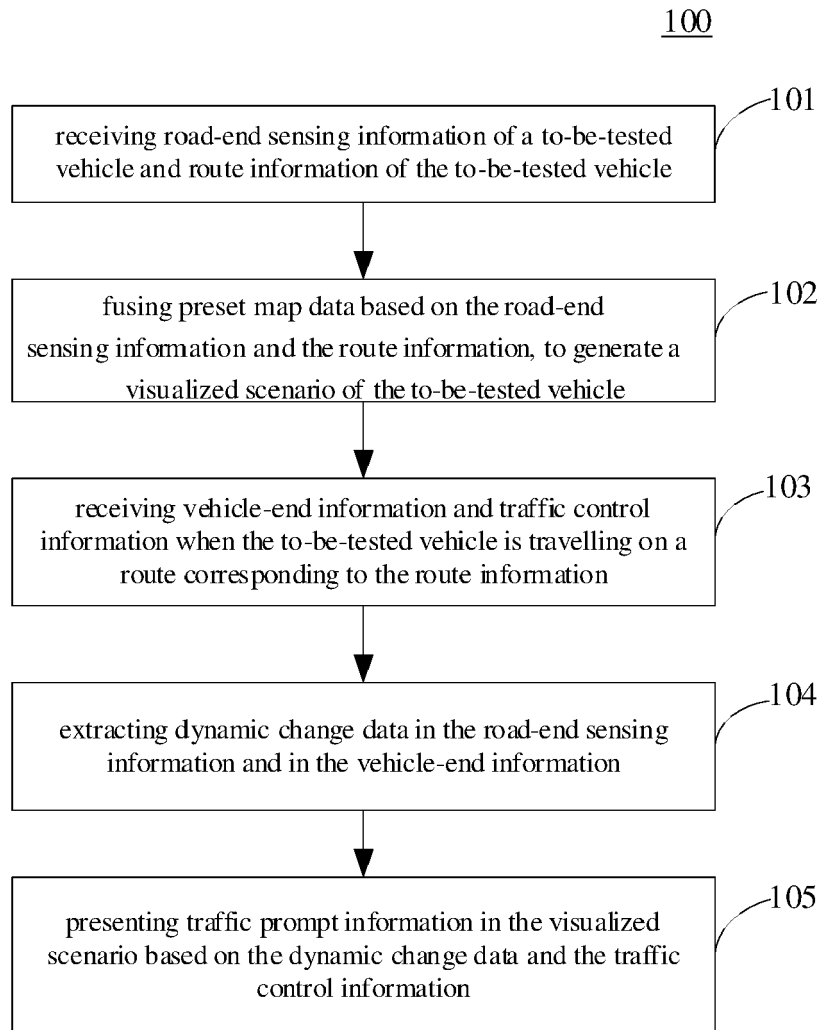 100
101
receiving road-end sensing information of a to-be-tested
vehicle and route information of the to-be-tested vehicle
102
fusing preset map data based on the road-end
sensing information and the route information, to generate a
visualized scenario of the to-be-tested vehicle
103
receiving vehicle-end information and traffic control
information when the to-be-tested vehicle is travelling on a
route corresponding to the route information
104
extracting dynamic change data in the road-end sensing
information and in the vehicle-end information
105
presenting traffic prompt information in the visualized
scenario based on the dynamic change data and the traffic
control information